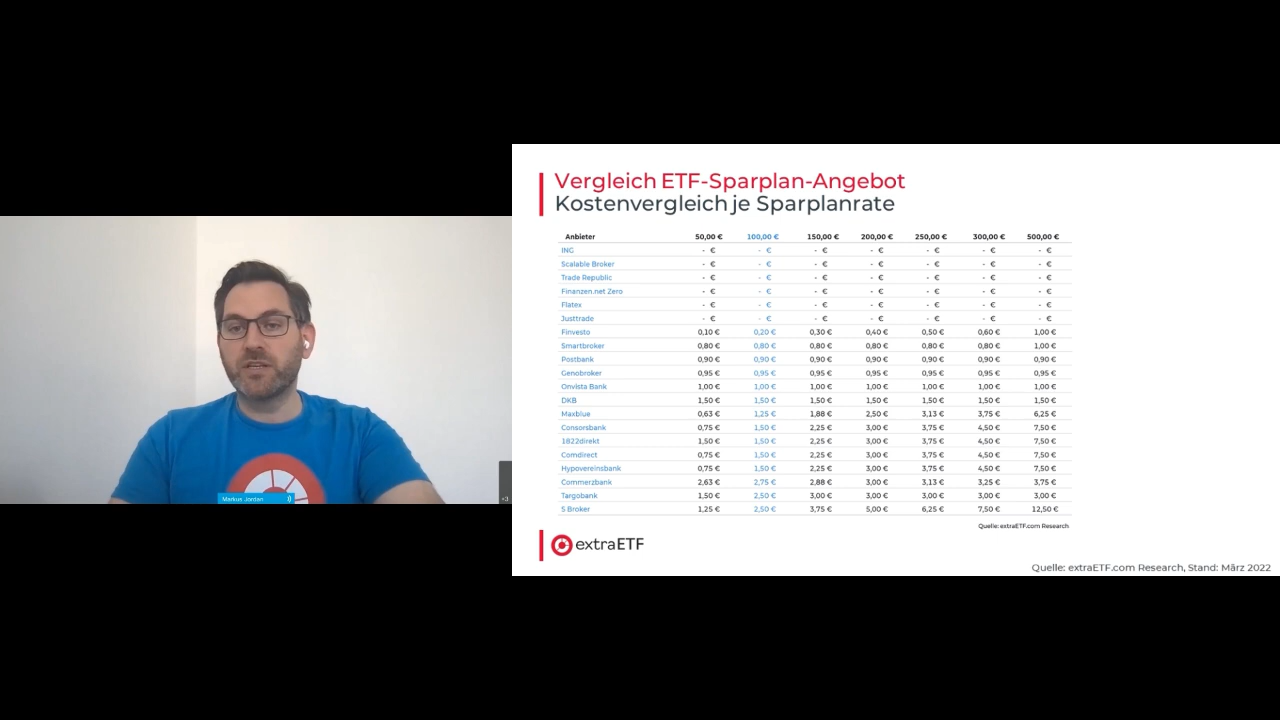 Markus Jordan
<3
Vergleich ETF-Sparplan-Angebot
Kostenvergleich je Sparplanrate
Anbieter 50,00 € 100,00 € 150,00 € 200,00 € 250,00 € 300,00 € 500,00 €
ING - € - € - € - € - € - € - €
Scalable Broker - € - € - € - € - € - € - €
Trade Republic - € - € - € - € - € - € - €
Finanzen.net Zero - € - € - € - € - € - € - €
Flatex - € - € - € - € - € - € - €
Justtrade - € - € - € - € - € - € - €
Finvesto 0,10 € 0,20 € 0,30 € 0,40 € 0,50 € 0,60 € 1,00 €
Smartbroker 0,80 € 0,80 € 0,80 € 0,80 € 0,80 € 0,80 € 1,00 €
Postbank 0,90 € 0,90 € 0,90 € 0,90 € 0,90 € 0,90 € 0,90 €
Genobroker 0,95 € 0,95 € 0,95 € 0,95 € 0,95 € 0,95 € 0,95 €
Onvista Bank 1,00 € 1,00 € 1,00 € 1,00 € 1,00 € 1,00 € 1,00 €
DKB 1,50 € 1,50 € 1,50 € 1,50 € 1,50 € 1,50 € 1,50 €
Maxblue 0,63 € 1,25 € 1,88 € 2,50 € 3,13 € 3,75 € 6,25 €
Consorsbank 0,75 € 1,50 € 2,25 € 3,00 € 3,75 € 4,50 € 7,50 €
1822direkt 1,50 € 1,50 € 2,25 € 3,00 € 3,75 € 4,50 € 7,50 €
Comdirect 0,75 € 1,50 € 2,25 € 3,00 € 3,75 € 4,50 € 7,50 €
Hypovereinsbank 0,75 € 1,50 € 2,25 € 3,00 € 3,75 € 4,50 € 7,50 €
Commerzbank 2,63 € 2,75 € 2,88 € 3,00 € 3,13 € 3,25 € 3,75 €
Targobank 1,50 € 2,50 € 3,00 € 3,00 € 3,00 € 3,00 € 3,00 €
S Broker 1,25 € 2,50 € 3,75 € 5,00 € 6,25 € 7,50 € 12,50 €
Quelle: extraETF.com Research
extraETF
Quelle: extraETF.com Research, Stand: März 2022